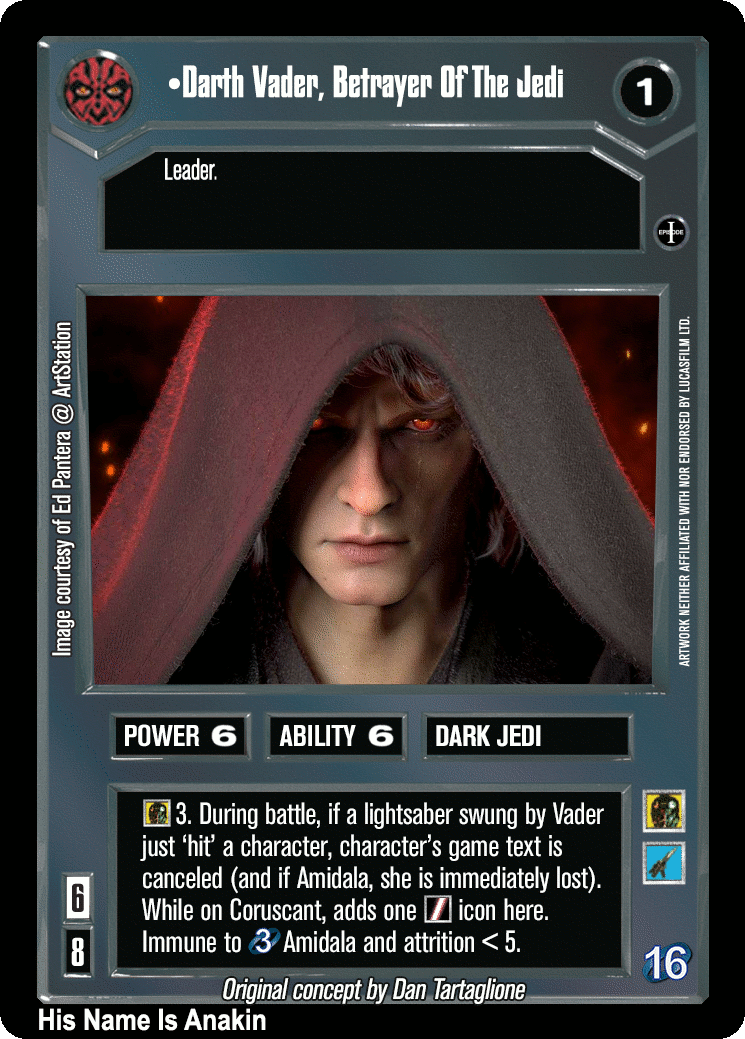 •Darth Vader, Betrayer Of The Jedi
1
Leader.
EPISODE
I
Image courtesy of Ed Pantera @ ArtStation
ARTWORK NEITHER AFFILIATED WITH NOR ENDORSED BY LUCASFILM LTD.
POWER 6
ABILITY 6
DARK JEDI
3. During battle, if a lightsaber swung by Vader
just ‘hit’ a character, character’s game text is
canceled (and if Amidala, she is immediately lost).
While on Coruscant, adds one icon here.
Immune to 3 Amidala and attrition < 5.
6
8
16
Original concept by Dan Tartaglione
His Name Is Anakin